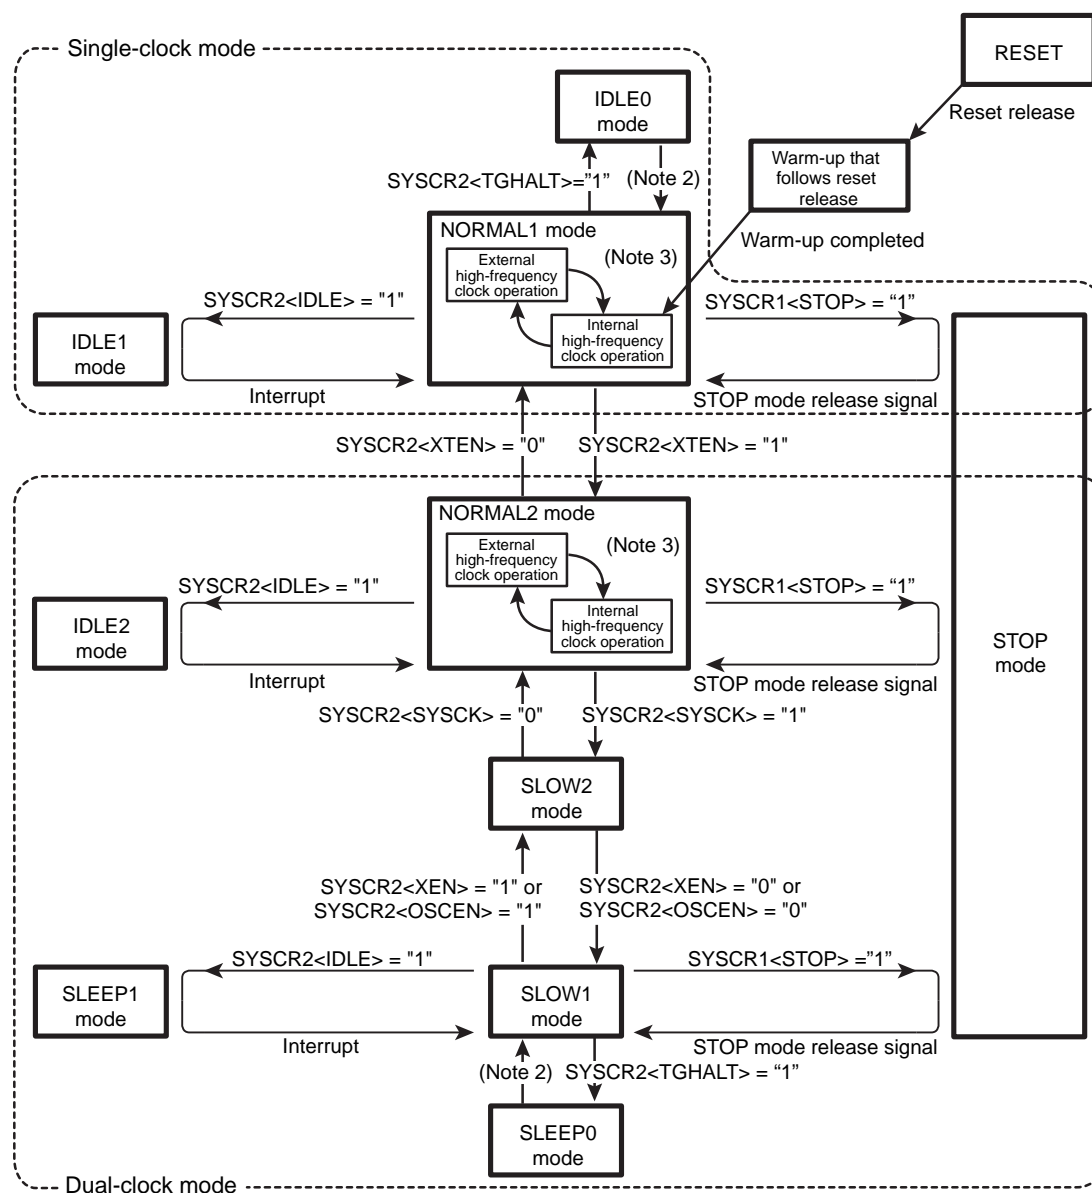 Single-clock mode
RESET
IDLE0
mode
Reset release
Warm-up that
follows reset
release
SYSCR2<TGHALT>="1”
(Note 2)
NORMAL1 mode
Warm-up completed
External
high-frequency
clock operation
(Note 3)
SYSCR2<IDLE> = "1"
SYSCR1<STOP> = “1”
Internal
high-frequency
clock operation
IDLE1
mode
Interrupt
STOP mode release signal
SYSCR2<XTEN> = "0"
SYSCR2<XTEN> = "1"
NORMAL2 mode
External
high-frequency
clock operation
(Note 3)
SYSCR2<IDLE> = "1"
SYSCR1<STOP> = “1”
Internal
high-frequency
clock operation
IDLE2
mode
STOP
mode
Interrupt
STOP mode release signal
SYSCR2<SYSCK> = "0"
SYSCR2<SYSCK> = "1"
SLOW2
mode
SYSCR2<XEN> = "1" or
SYSCR2<OSCEN> = "1"
SYSCR2<XEN> = "0" or
SYSCR2<OSCEN> = "0"
SYSCR2<IDLE> = "1"
SYSCR1<STOP> =“1”
SLEEP1
mode
SLOW1
mode
Interrupt
STOP mode release signal
(Note 2)
SYSCR2<TGHALT> = “1”
SLEEP0
mode
Dual-clock mode